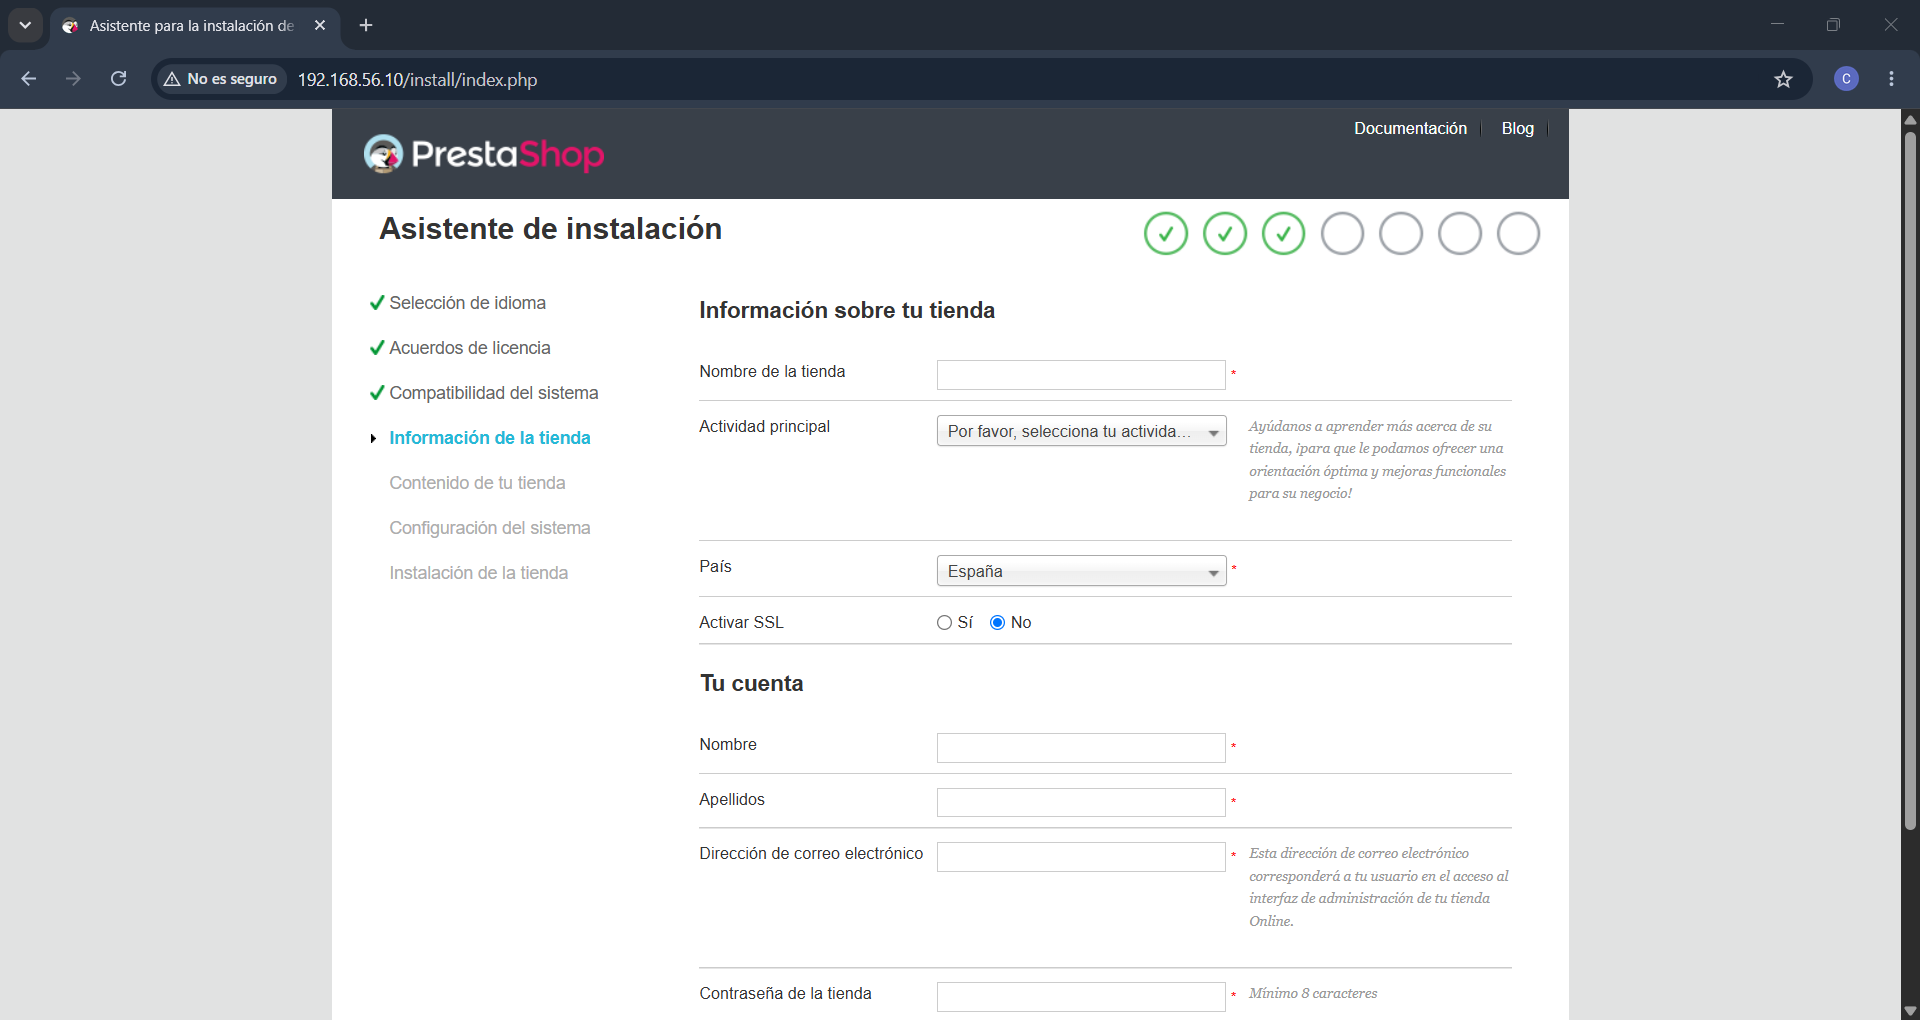 Asistente para la instalación de
No es seguro
192.168.56.10/install/index.php
C
Documentación
Blog
PrestaShop
Asistente de instalación
Selección de idioma
Acuerdos de licencia
Compatibilidad del sistema
Información de la tienda
Contenido de tu tienda
Configuración del sistema
Instalación de la tienda
Información sobre tu tienda
Nombre de la tienda
*
Actividad principal
Por favor, selecciona tu activida...
Ayúdanos a aprender más acerca de su
tienda, ¡para que le podamos ofrecer una
orientación óptima y mejoras funcionales
para su negocio!
País
España
*
Activar SSL
Sí
No
Tu cuenta
Nombre
*
Apellidos
*
Dirección de correo electrónico
*
Esta dirección de correo electrónico
corresponderá a tu usuario en el acceso al
interfaz de administración de tu tienda
Online.
Contraseña de la tienda
*
Mínimo 8 caracteres